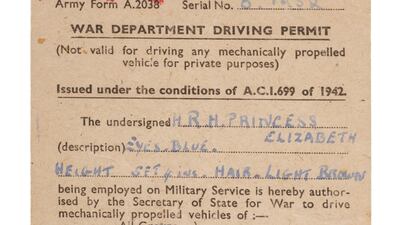 Army Form A.2038 Serial No.
WAR DEPARTMENT DRIVING PERMIT
(Not valid for driving any mechanically propelled
vehicle for private purposes)
Issued under the conditions of A.C.I.699 of 1942.
The undersigned H.R.H. PRINCESS
ELIZABETH
(description) EYES. BLUE.
HEIGHT 5FT 4 INS. HAIR. LIGHT BROWN
being employed on Military Service is hereby author-
ised by the Secretary of State for War to drive
mechanically propelled vehicles of :—